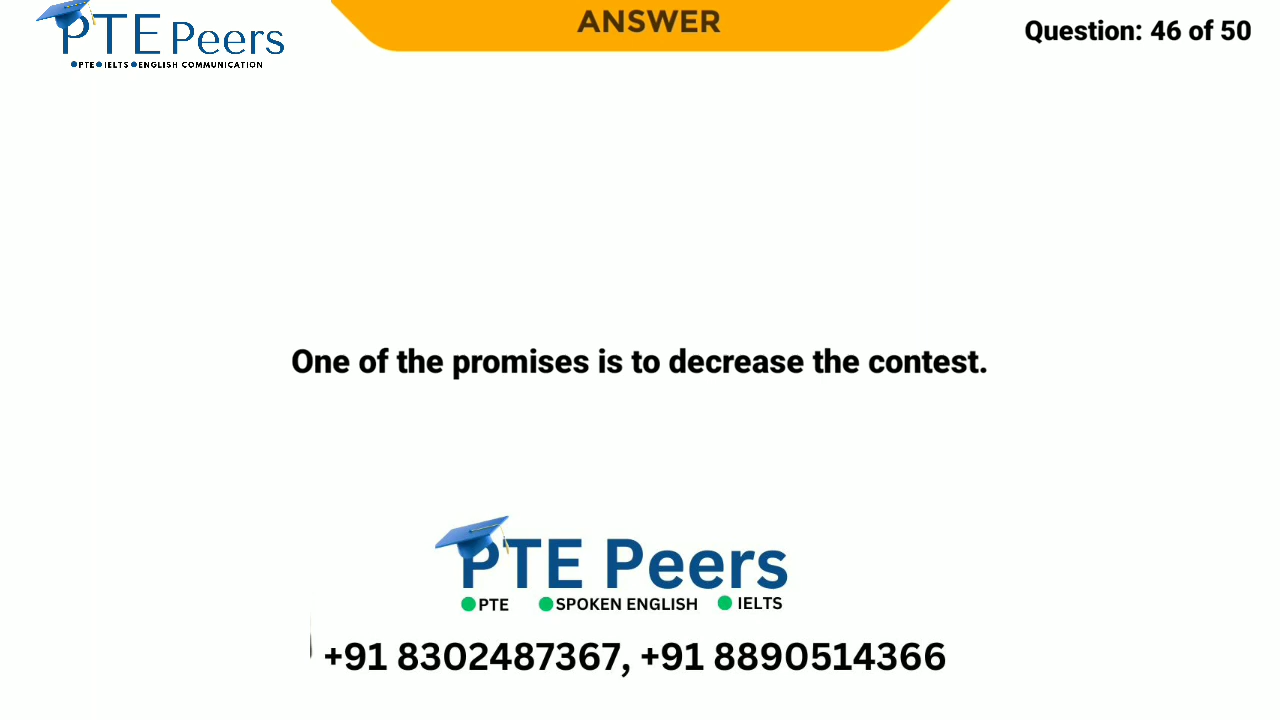 PTE Peers
PTE IELTS ENGLISH COMMUNICATION
ANSWER
Question: 46 of 50
One of the promises is to decrease the contest.
PTE Peers
PTE SPOKEN ENGLISH IELTS
+91 8302487367, +91 8890514366